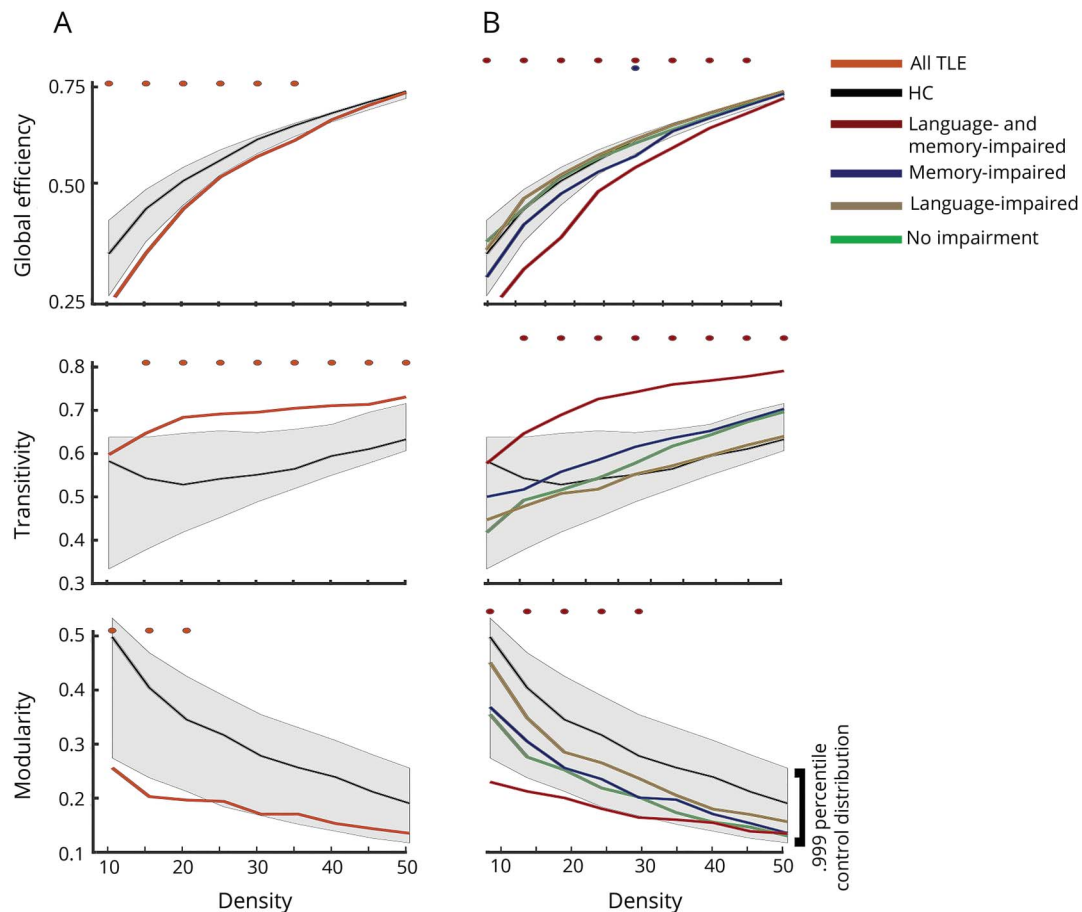 A
B
0.75
0.50
0.25
Global efficiency
All TLE
HC
Language- and
memory-impaired
Memory-impaired
Language-impaired
No impairment
0.8
0.7
0.6
0.5
0.4
0.3
Transitivity
0.5
0.4
0.3
0.2
0.1
Modularity
10 20 30 40 50
Density
10 20 30 40 50
Density
.999 percentile
control distribution